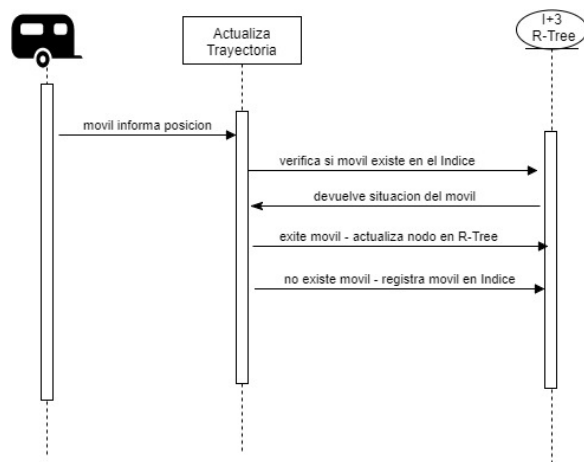 Actualiza
Trayectoria
I+3
R-Tree
movil informa posicion
verifica si movil existe en el Indice
devuelve situacion del movil
exite movil - actualiza nodo en R-Tree
no existe movil - registra movil en Indice